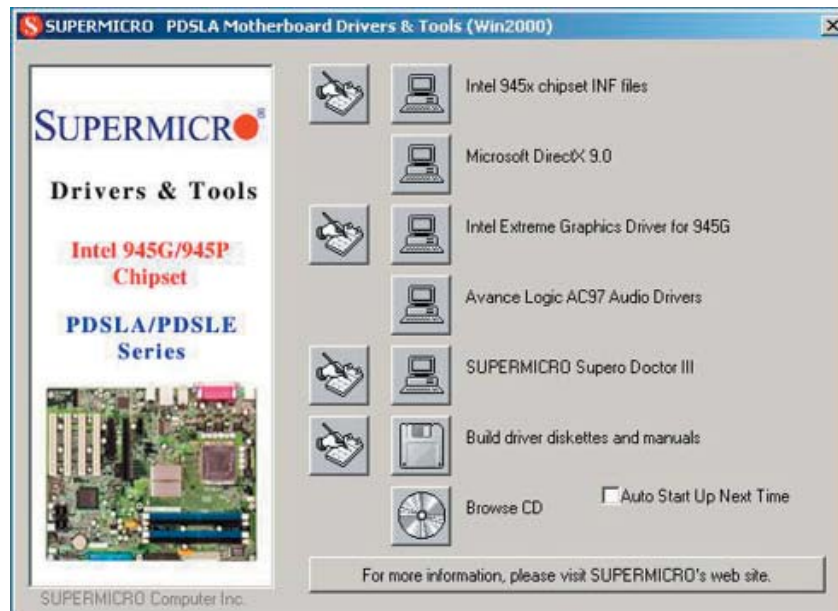 SUPERMICRO PDSLA Motherboard Drivers & Tools (Win2000)
SUPERMICRO®
Drivers & Tools
Intel 945G/945P
Chipset
PDSLA/PDSLE
Series
SUPERMICRO Computer Inc.
Intel 945x chipset INF files
Microsoft DirectX 9.0
Intel Extreme Graphics Driver for 945G
Avance Logic AC97 Audio Drivers
SUPERMICRO Supero Doctor III
Build driver diskettes and manuals
Browse CD
Auto Start Up Next Time
For more information, please visit SUPERMICRO's web site.